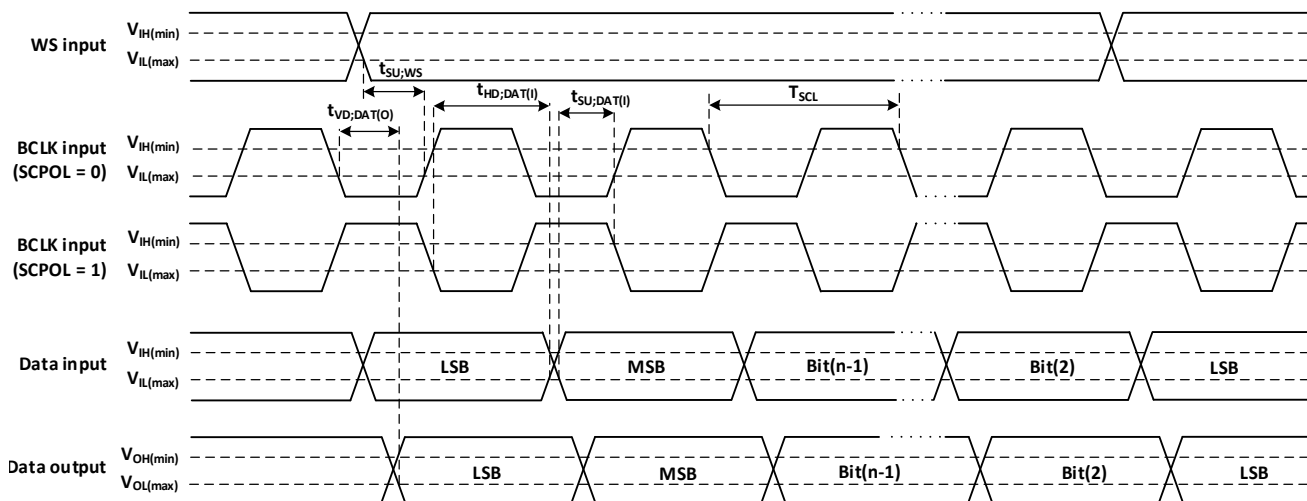 WS input
V_IH(min)
V_IL(max)
t_SU;WS
t_HD;DAT(I)
t_SU;DAT(I)
T_SCL
t_VD;DAT(O)
BCLK input
(SCPOL = 0)
V_IH(min)
V_IL(max)
BCLK input
(SCPOL = 1)
V_IH(min)
V_IL(max)
Data input
V_IH(min)
V_IL(max)
LSB MSB Bit(n-1) Bit(2) LSB
Data output
V_OH(min)
V_OL(max)
LSB MSB Bit(n-1) Bit(2) LSB